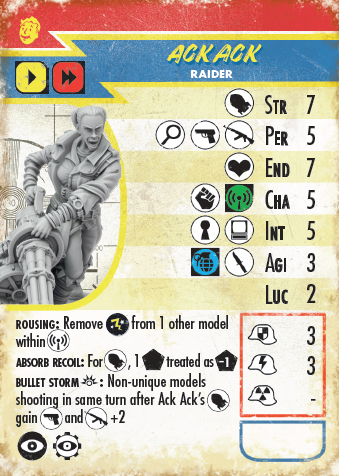 ACK ACK
RAIDER
STR 7
PER 5
END 7
CHA 5
INT 5
AGI 3
LUC 2
ROUSING: Remove from 1 other model
within
ABSORB RECOIL: For , 1 treated as -1
BULLET STORM : Non-unique models
shooting in same turn after Ack Ack's
gain and +2
3
3
-